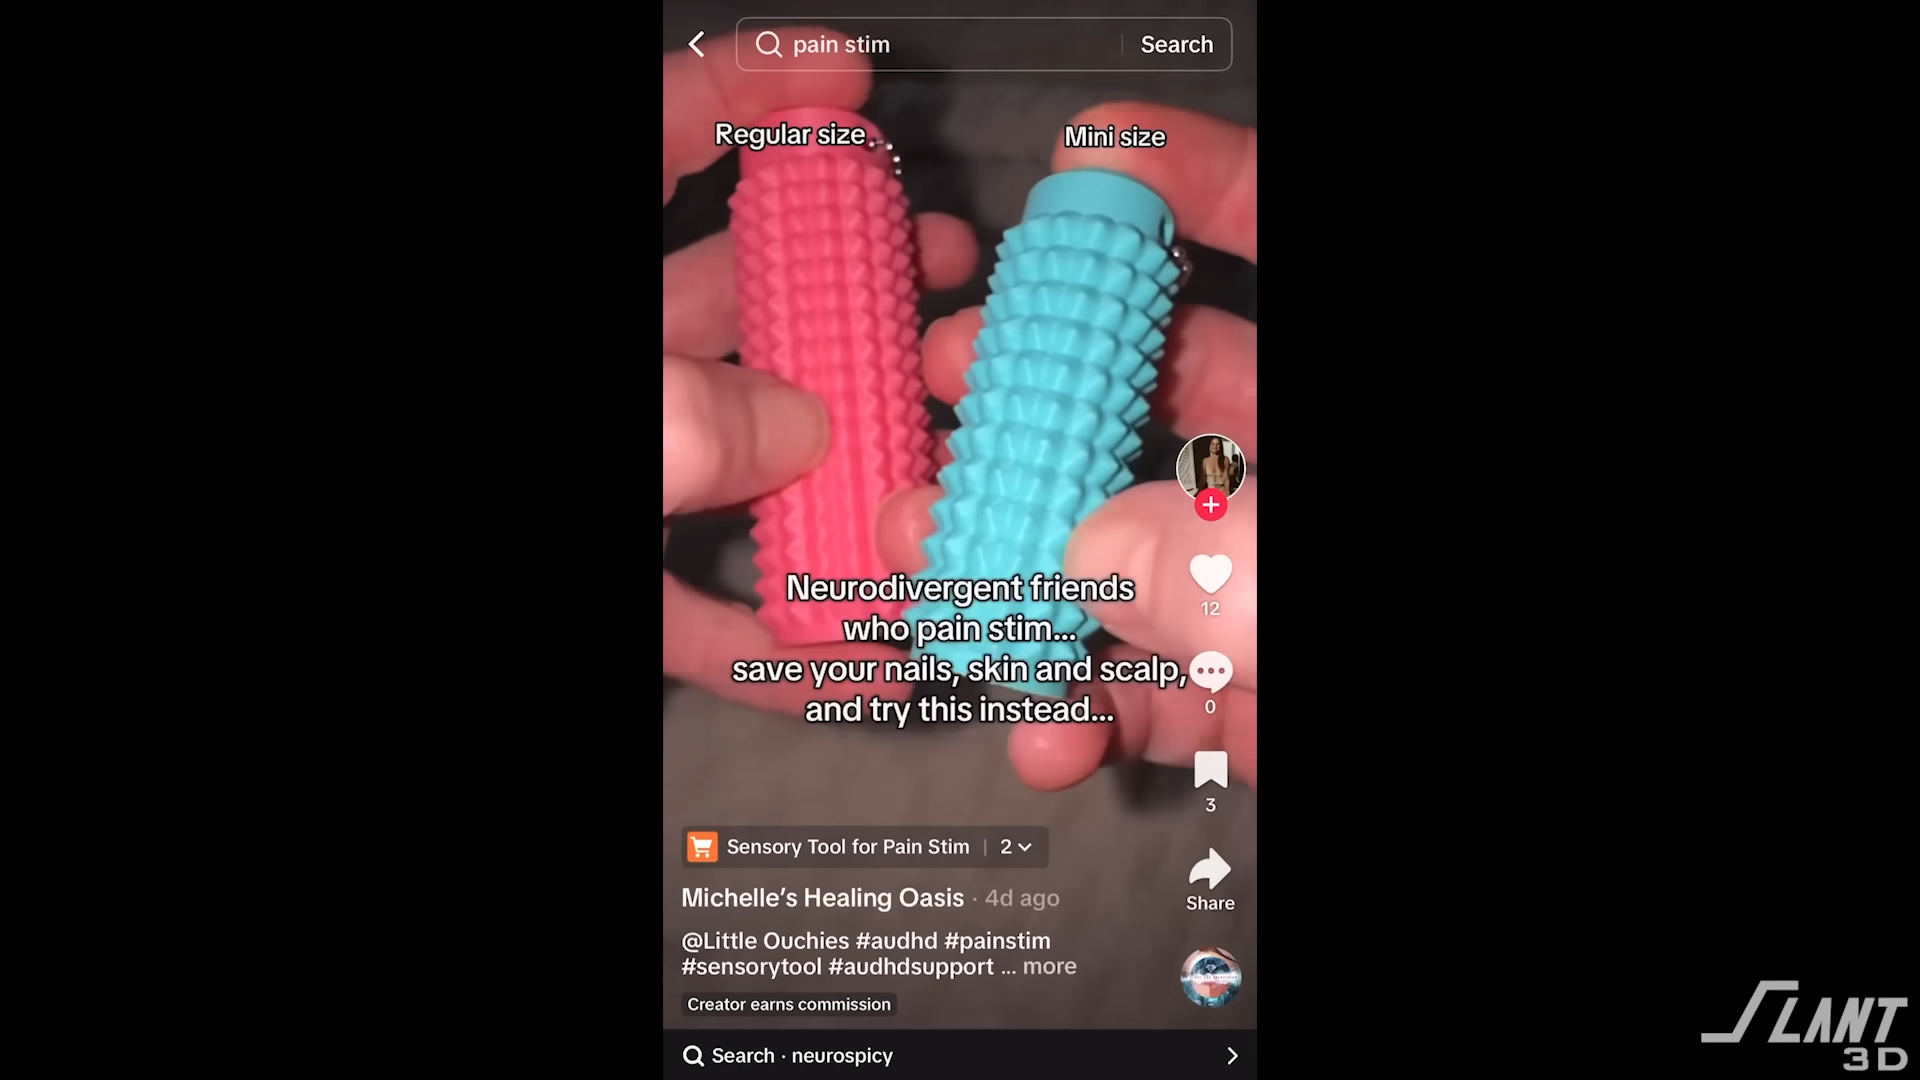 pain stim
Search
Regular size
Mini size
Neurodivergent friends
who pain stim...
save your nails, skin and scalp,
and try this instead...
12
0
3
Share
Sensory Tool for Pain Stim | 2
Michelle’s Healing Oasis · 4d ago
@Little Ouchies #audhd #painstim
#sensorytool #audhdsupport ... more
Creator earns commission
Search · neurospicy
SLANT
3D